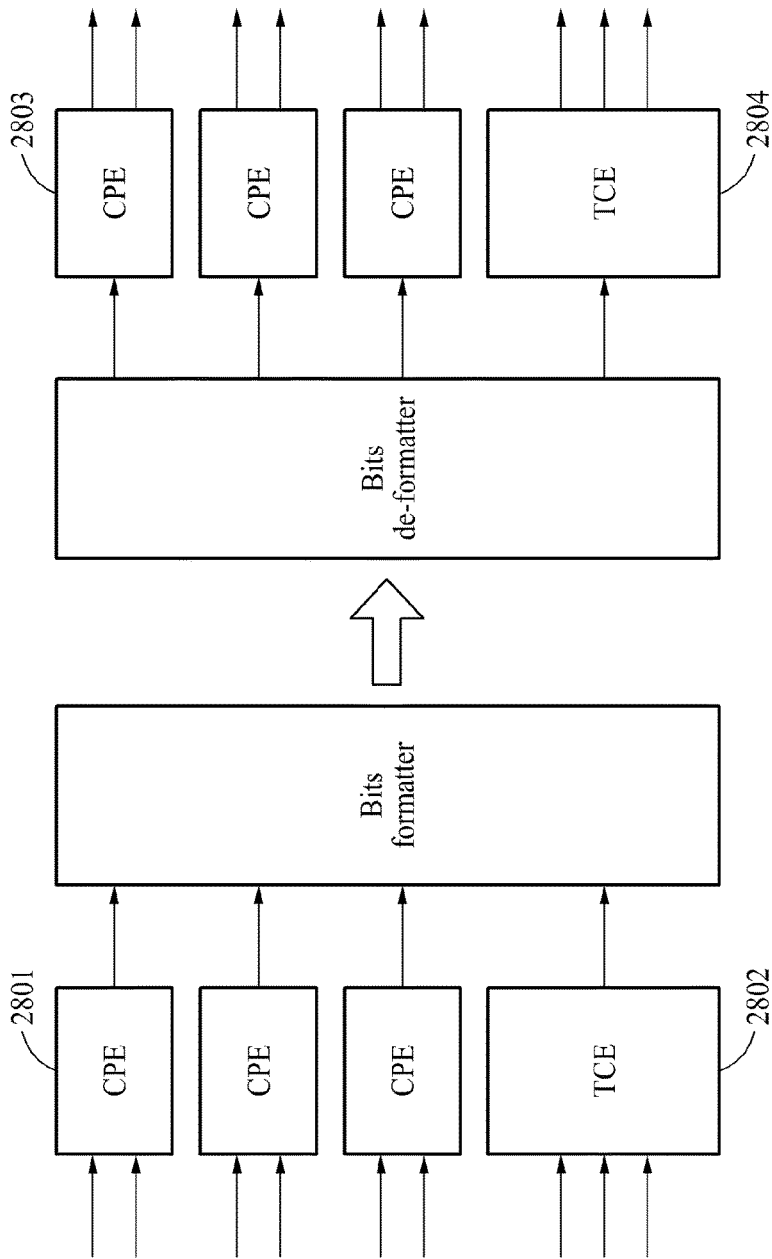 2801
CPE
CPE
CPE
TCE
2802
Bits
formatter
Bits
de-formatter
2803
CPE
CPE
CPE
TCE
2804